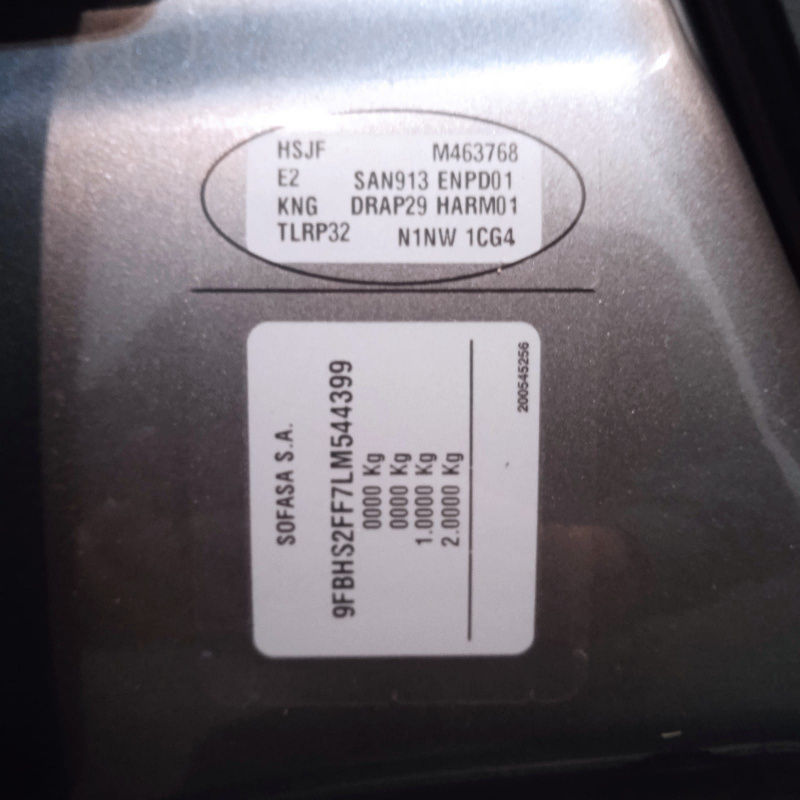 HSJF M463768
E2 SAN913 ENPD01
KNG DRAP29 HARM01
TLRP32 N1NW 1CG4
SOFASA S.A.
9FBHS2FF7LM544399
0000 Kg
0000 Kg
1.0000 Kg
2.0000 Kg
200545256